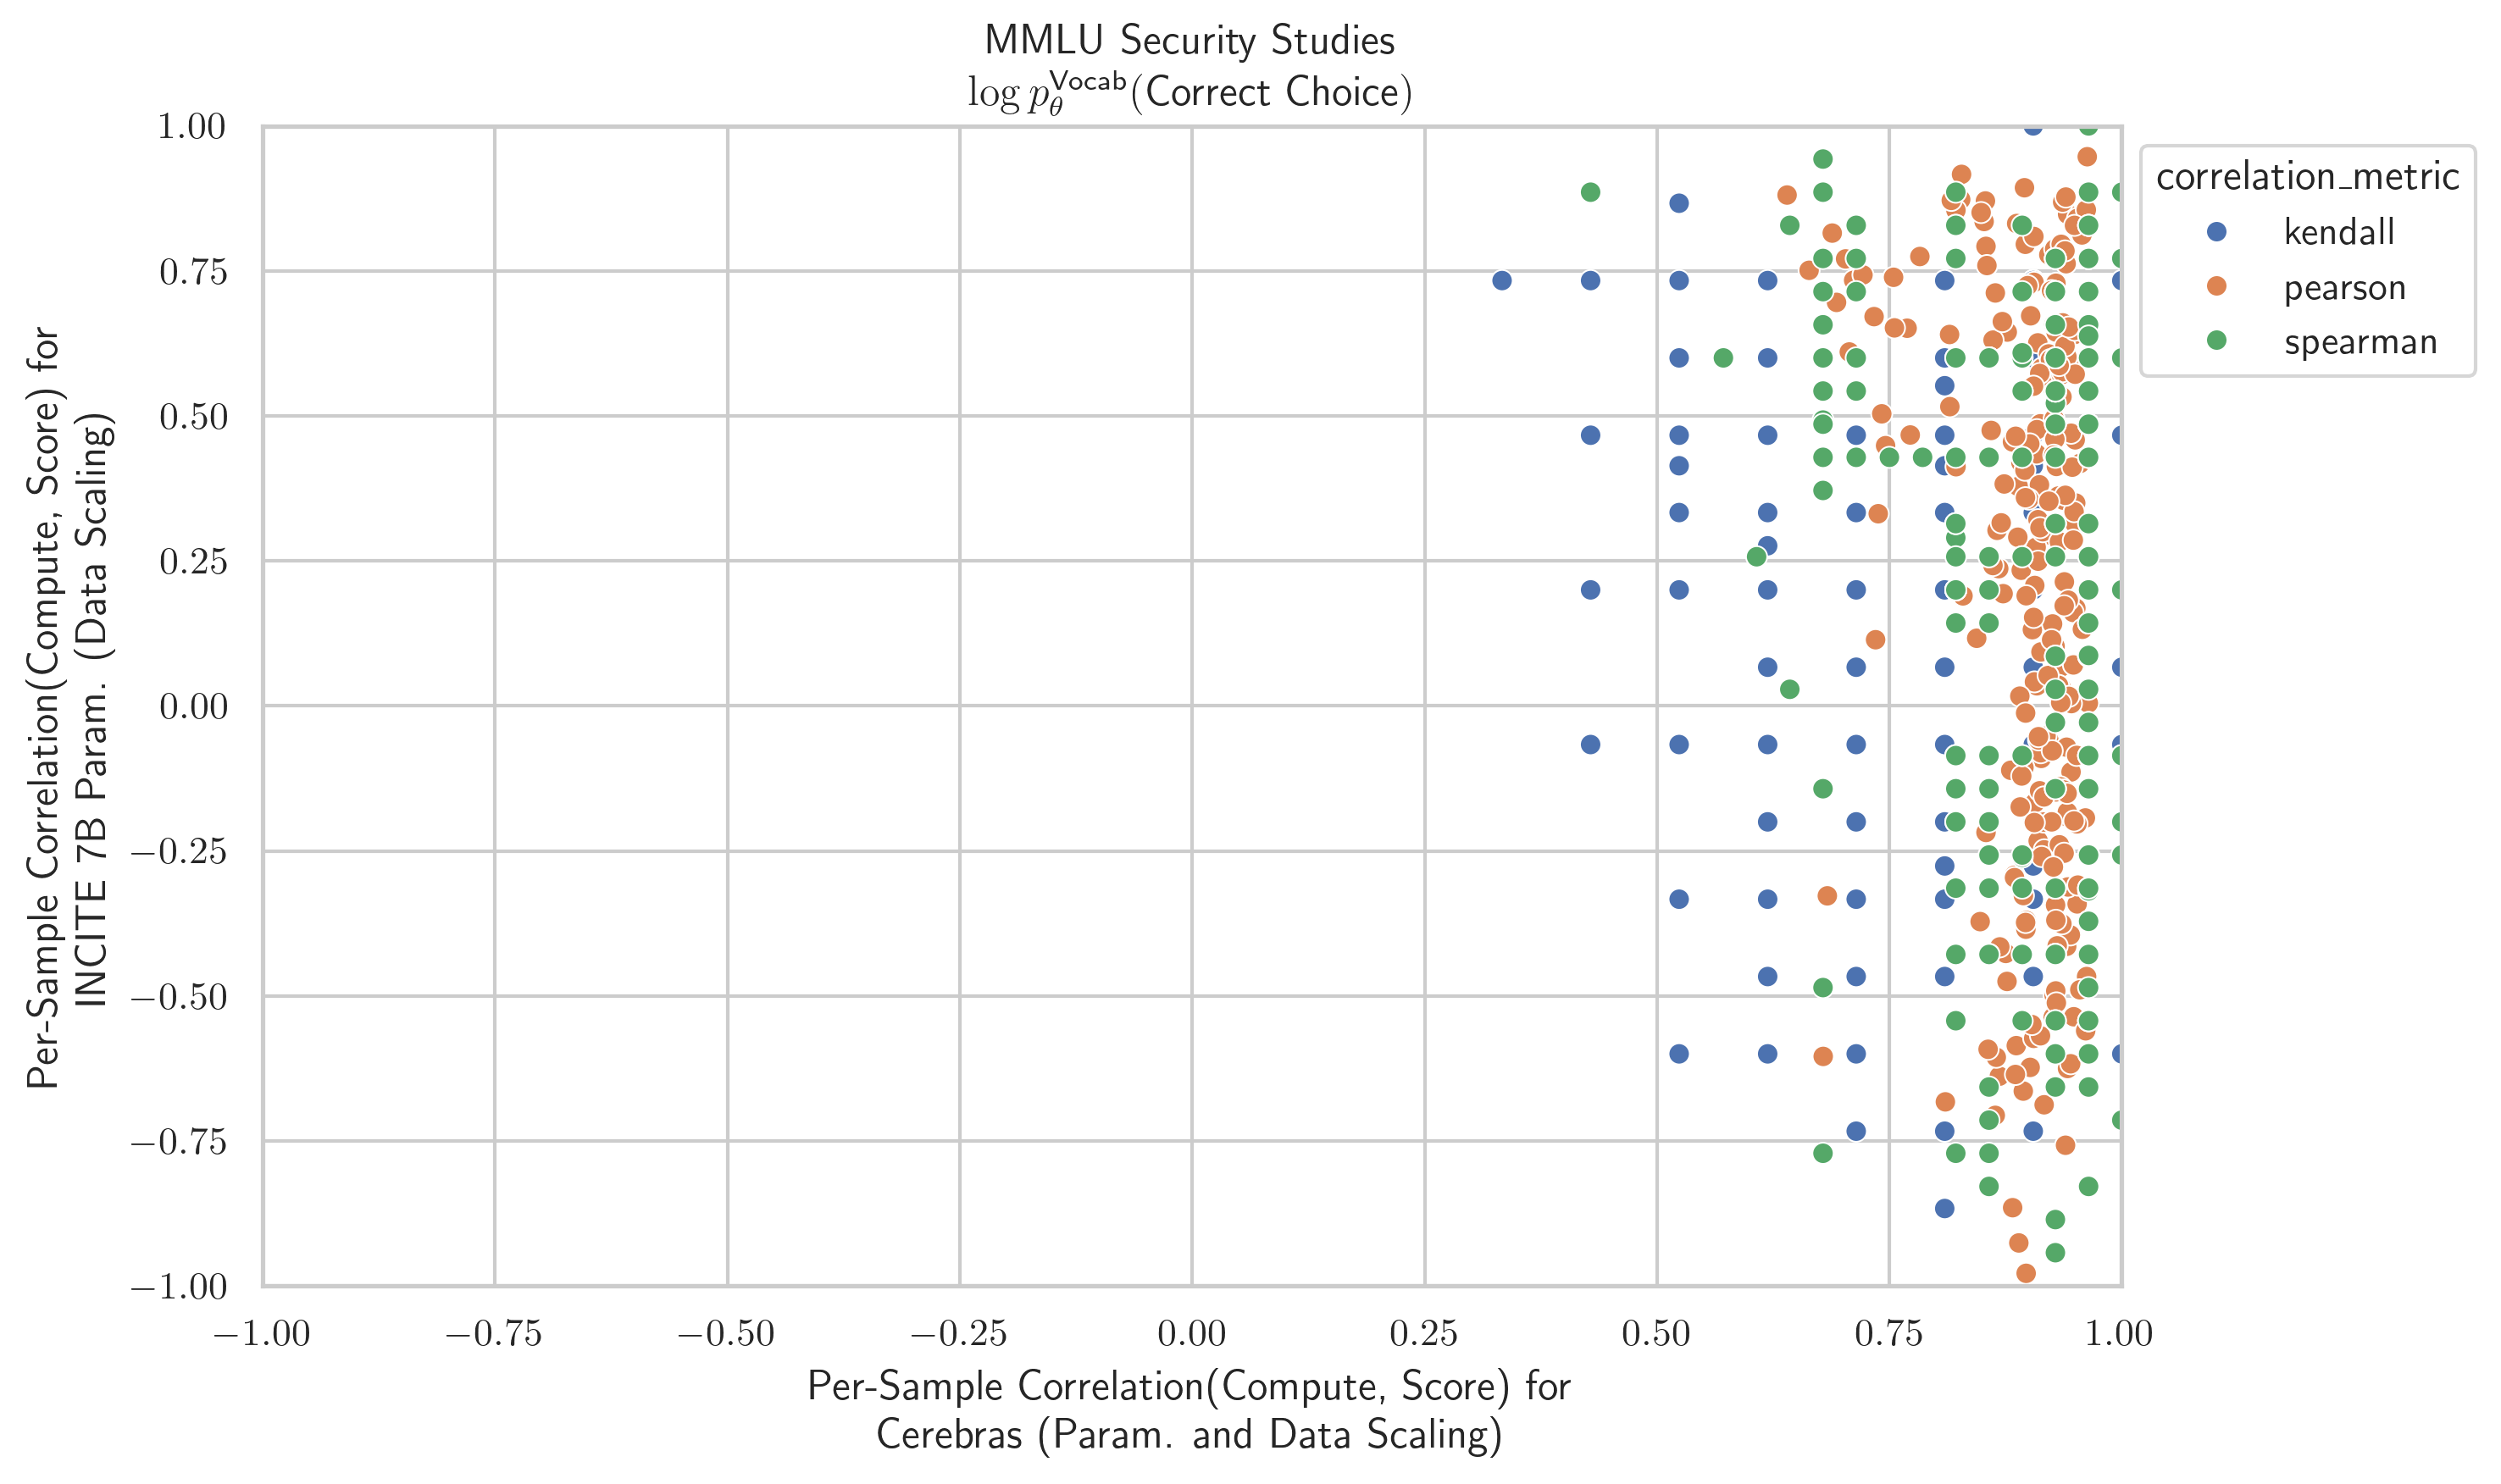 MMLU Security Studies
log p_θ^Vocab(Correct Choice)
Per-Sample Correlation(Compute, Score) for
INCITE 7B Param. (Data Scaling)
1.00
0.75
0.50
0.25
0.00
−0.25
−0.50
−0.75
−1.00
correlation_metric
kendall
pearson
spearman
−1.00 −0.75 −0.50 −0.25 0.00 0.25 0.50 0.75 1.00
Per-Sample Correlation(Compute, Score) for
Cerebras (Param. and Data Scaling)